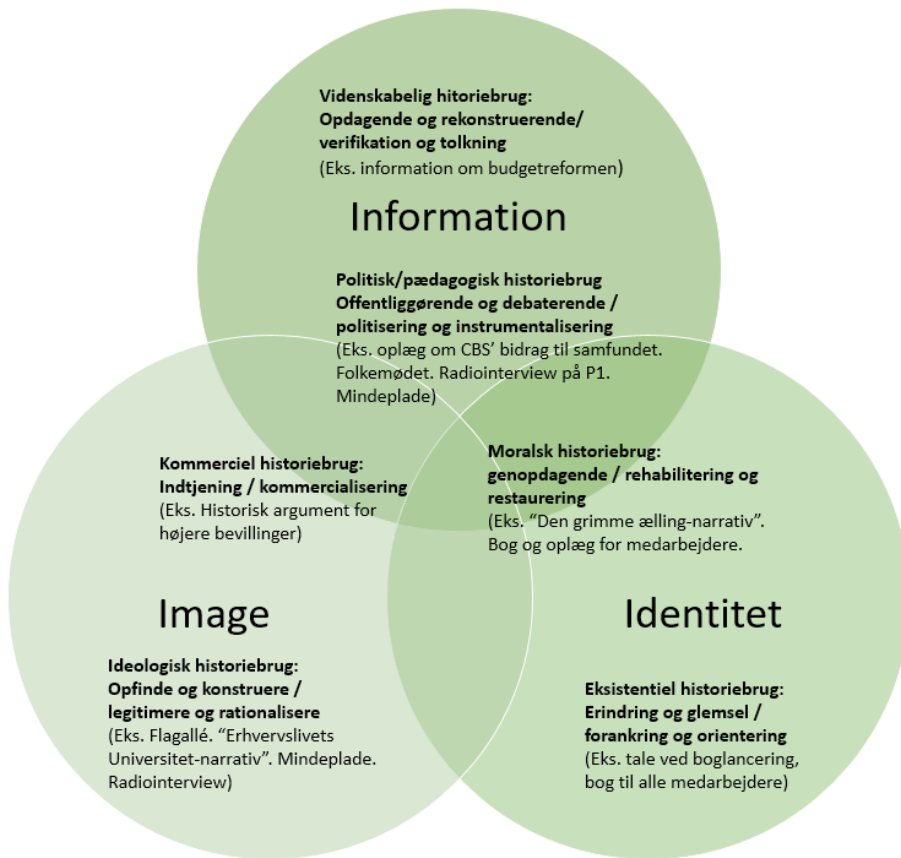 Videnskabelig hitoriebrug:
Opdagende og rekonstruerende/
verifikation og tolkning
(Eks. information om budgetreformen)
Information
Politisk/pædagogisk historiebrug
Offentliggørende og debaterende /
politisering og instrumentalisering
(Eks. oplæg om CBS' bidrag til samfundet.
Folkemødet. Radiointerview på P1.
Mindeplade)
Kommerciel historiebrug:
Indtjening / kommercialisering
(Eks. Historisk argument for
højere bevillinger)
Moralsk historiebrug:
genopdagende / rehabilitering og
restaurering
(Eks. “Den grimme ælling-narrativ”.
Bog og oplæg for medarbejdere.
Image
Identitet
Ideologisk historiebrug:
Opfinde og konstruere /
legitimere og rationalisere
(Eks. Flagallé. “Erhvervslivets
Universitet-narrativ”. Mindeplade.
Radiointerview)
Eksistentiel historiebrug:
Erindring og glemsel /
forankring og orientering
(Eks. tale ved boglancering,
bog til alle medarbejdere)